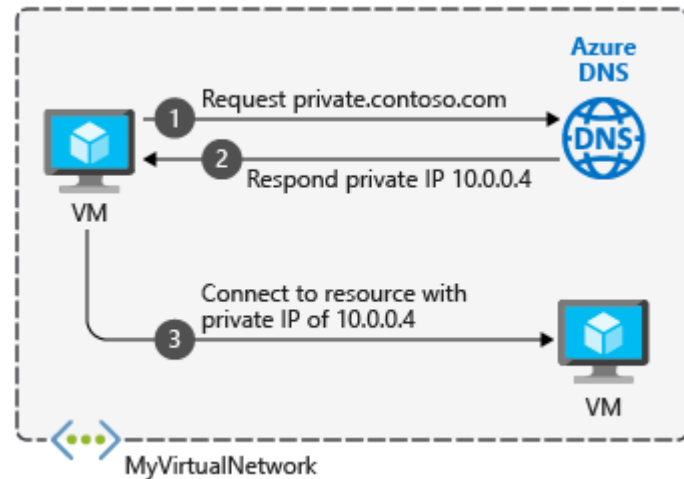 Azure
DNS
1
Request private.contoso.com
DNS
2
Respond private IP 10.0.0.4
VM
Connect to resource with
private IP of 10.0.0.4
3
VM
MyVirtualNetwork